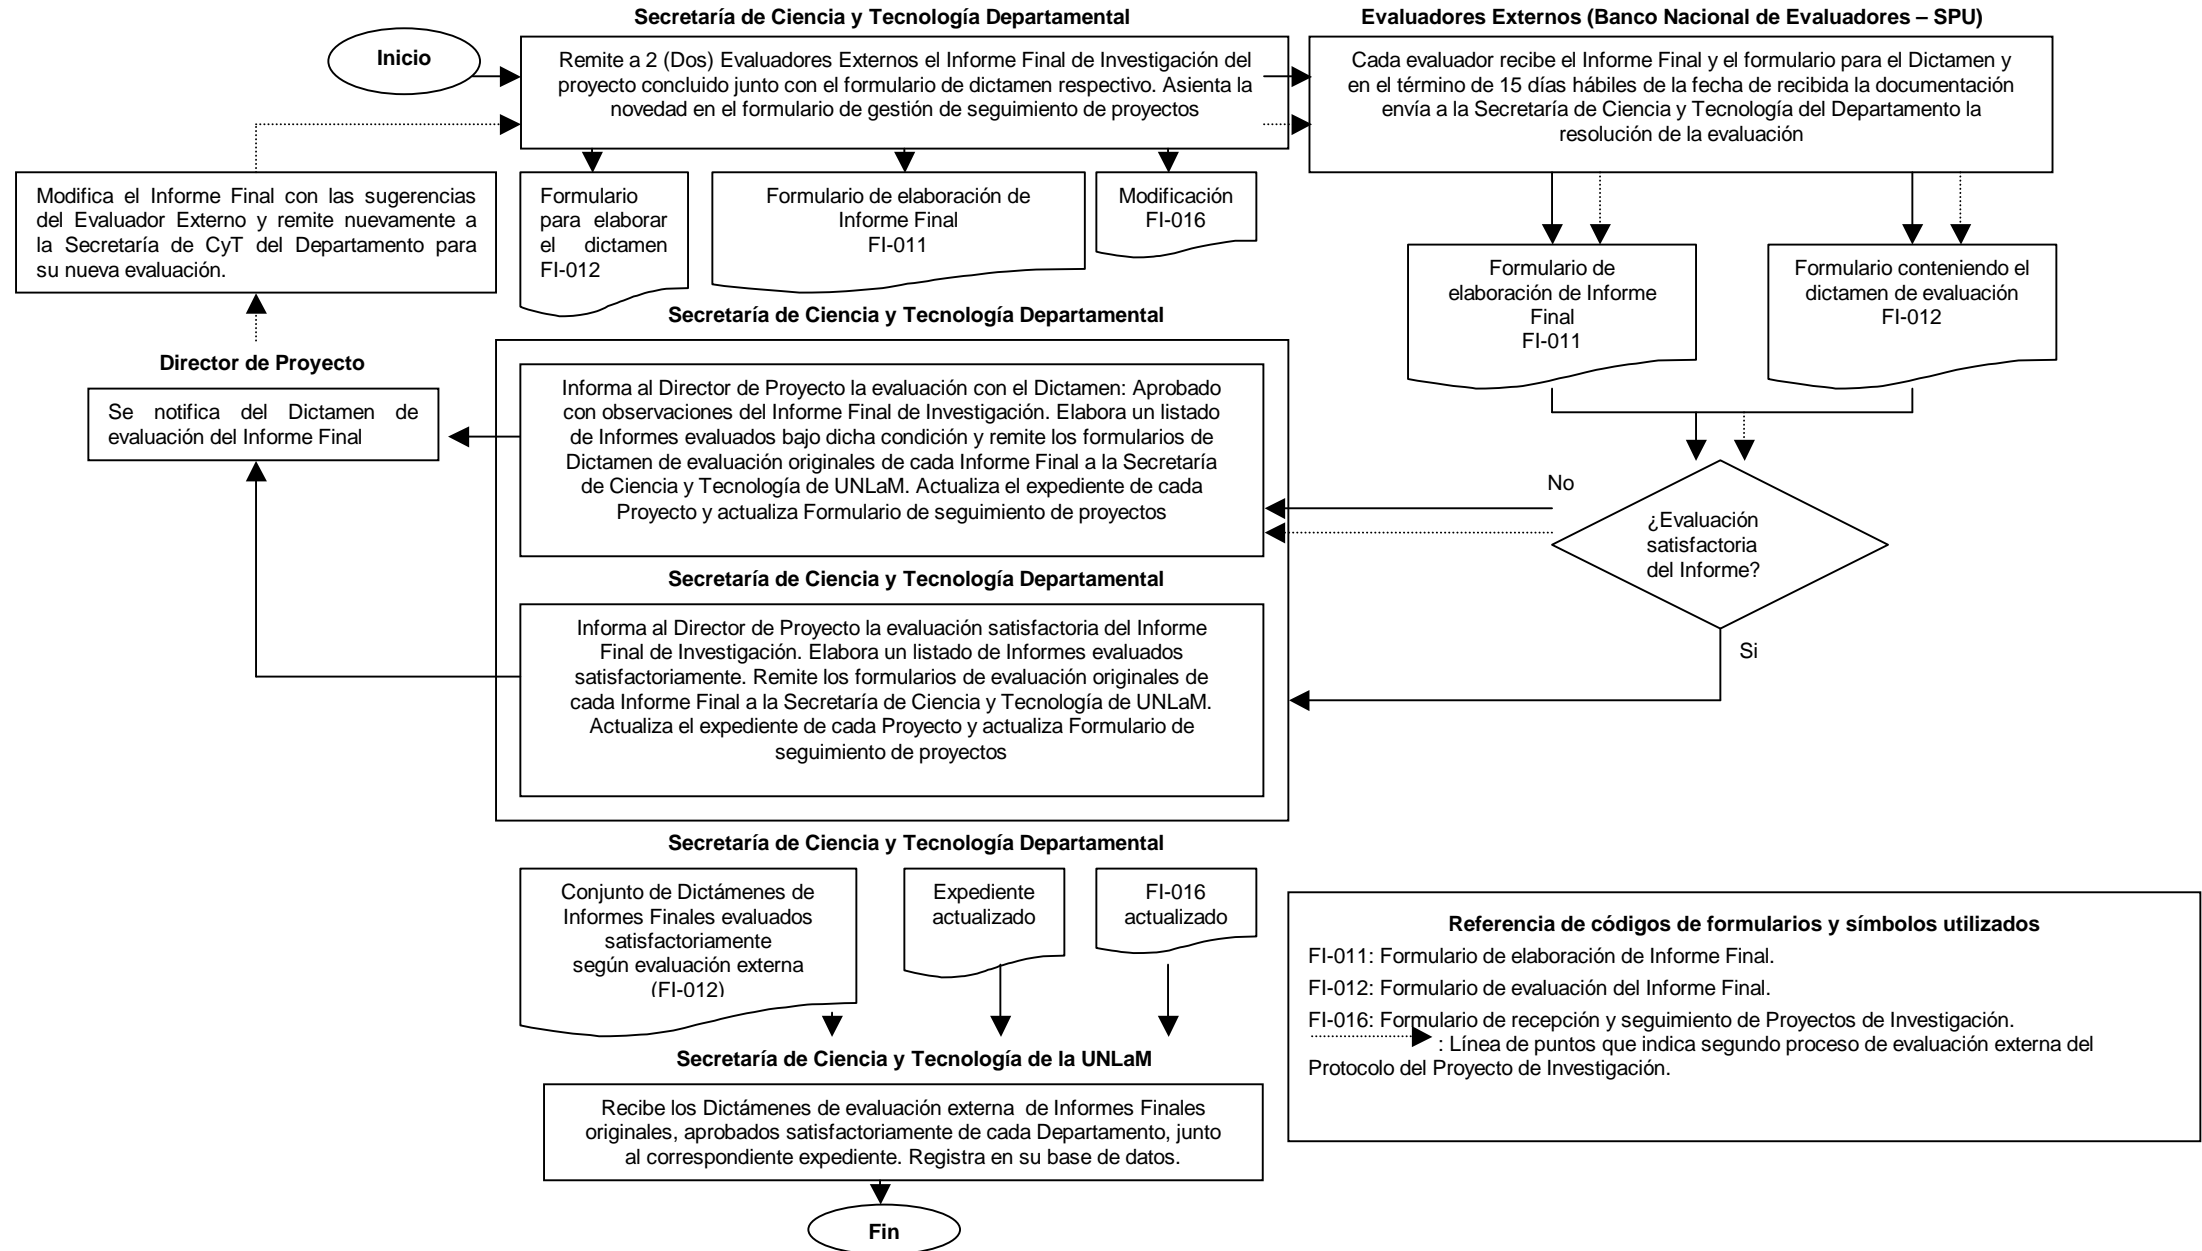 Secretaría de Ciencia y Tecnología Departamental
Evaluadores Externos (Banco Nacional de Evaluadores – SPU)
Inicio
Remite a 2 (Dos) Evaluadores Externos el Informe Final de Investigación del
proyecto concluido junto con el formulario de dictamen respectivo. Asienta la
novedad en el formulario de gestión de seguimiento de proyectos
Cada evaluador recibe el Informe Final y el formulario para el Dictamen y
en el término de 15 días hábiles de la fecha de recibida la documentación
envía a la Secretaría de Ciencia y Tecnología del Departamento la
resolución de la evaluación
Modifica el Informe Final con las sugerencias
del Evaluador Externo y remite nuevamente a
la Secretaría de CyT del Departamento para
su nueva evaluación.
Formulario
para elaborar
el dictamen
FI-012
Formulario de elaboración de
Informe Final
FI-011
Modificación
FI-016
Formulario de
elaboración de Informe
Final
FI-011
Formulario conteniendo el
dictamen de evaluación
FI-012
Secretaría de Ciencia y Tecnología Departamental
Director de Proyecto
Se notifica del Dictamen de
evaluación del Informe Final
Informa al Director de Proyecto la evaluación con el Dictamen: Aprobado
con observaciones del Informe Final de Investigación. Elabora un listado
de Informes evaluados bajo dicha condición y remite los formularios de
Dictamen de evaluación originales de cada Informe Final a la Secretaría
de Ciencia y Tecnología de UNLaM. Actualiza el expediente de cada
Proyecto y actualiza Formulario de seguimiento de proyectos
No
¿Evaluación
satisfactoria
del Informe?
Si
Secretaría de Ciencia y Tecnología Departamental
Informa al Director de Proyecto la evaluación satisfactoria del Informe
Final de Investigación. Elabora un listado de Informes evaluados
satisfactoriamente. Remite los formularios de evaluación originales de
cada Informe Final a la Secretaría de Ciencia y Tecnología de UNLaM.
Actualiza el expediente de cada Proyecto y actualiza Formulario de
seguimiento de proyectos
Secretaría de Ciencia y Tecnología Departamental
Conjunto de Dictámenes de
Informes Finales evaluados
satisfactoriamente
según evaluación externa
(FI-012)
Expediente
actualizado
FI-016
actualizado
Referencia de códigos de formularios y símbolos utilizados
FI-011: Formulario de elaboración de Informe Final.
FI-012: Formulario de evaluación del Informe Final.
FI-016: Formulario de recepción y seguimiento de Proyectos de Investigación.
: Línea de puntos que indica segundo proceso de evaluación externa del
Protocolo del Proyecto de Investigación.
Secretaría de Ciencia y Tecnología de la UNLaM
Recibe los Dictámenes de evaluación externa de Informes Finales
originales, aprobados satisfactoriamente de cada Departamento, junto
al correspondiente expediente. Registra en su base de datos.
Fin